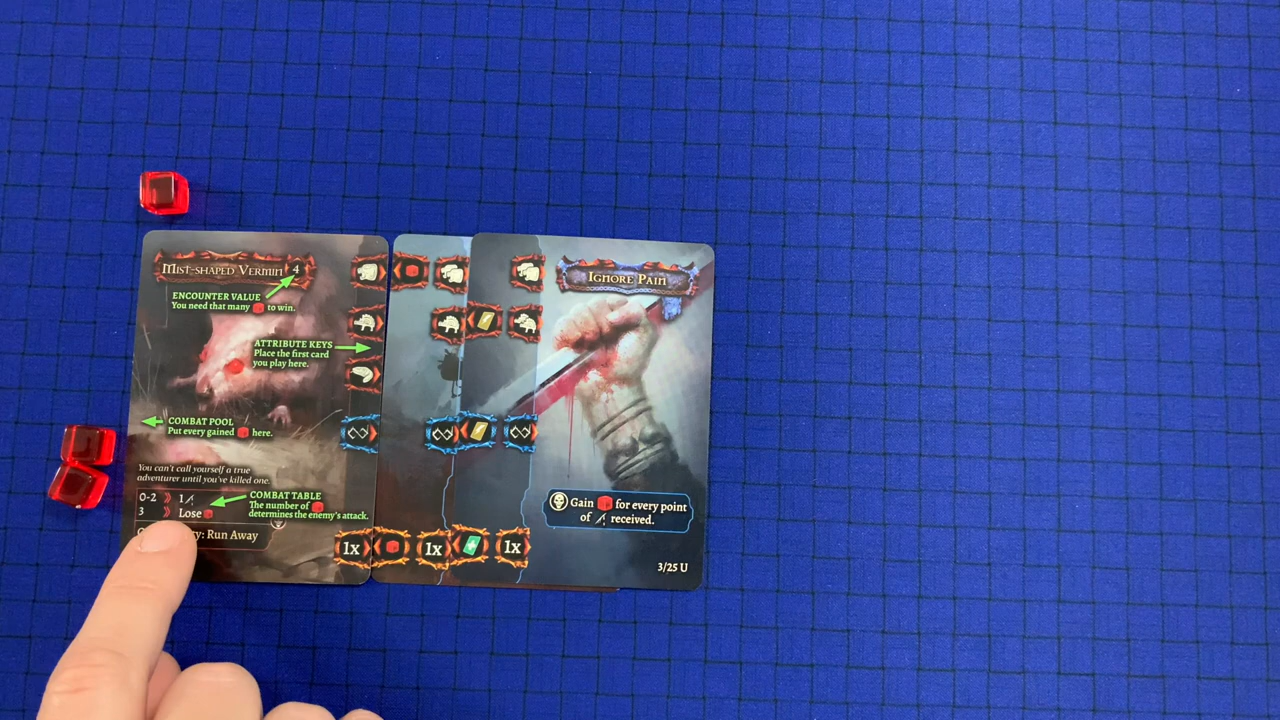 MIST-SHAPED VERMIN 4
ENCOUNTER VALUE
You need that many to win.
ATTRIBUTE KEYS
Place the first card
you play here.
COMBAT POOL
Put every gained here.
You can't call yourself a true
adventurer until you've killed one.
0-2 1
3 Lose
COMBAT TABLE
The number of
determines the enemy's attack.
Run Away
1x
1x
1x
IGNORE PAIN
Gain for every point
of received.
3/25 U